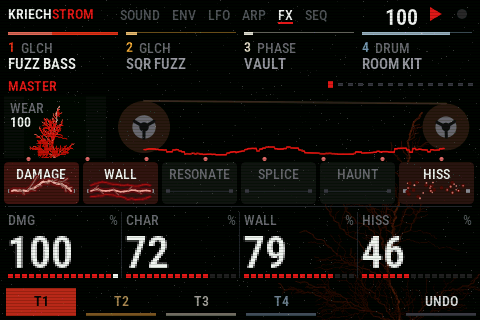 KRIECHSTROM SOUND ENV LFO ARP FX SEQ 100
1 GLCH 2 GLCH 3 PHASE 4 DRUM
FUZZ BASS SQR FUZZ VAULT ROOM KIT
MASTER
WEAR
100
DAMAGE WALL RESONATE SPLICE HAUNT HISS
DMG % CHAR % WALL % HISS %
100 72 79 46
T1 T2 T3 T4 UNDO